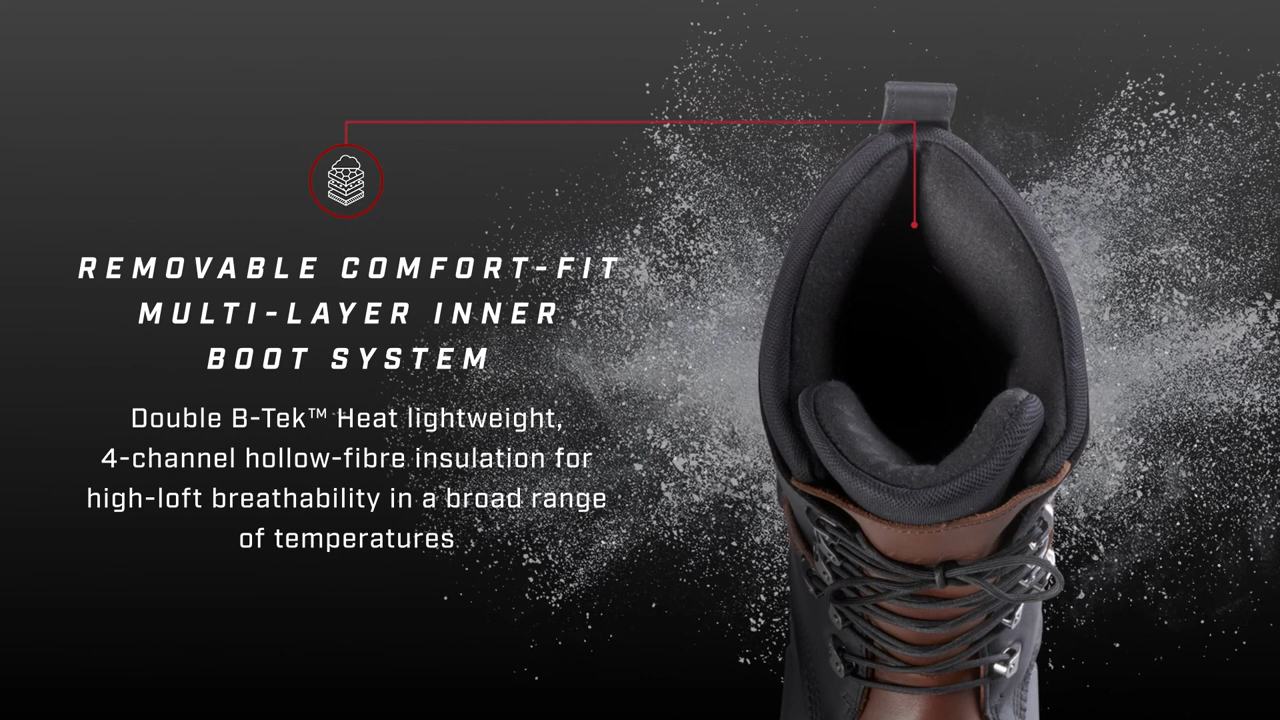 REMOVABLE COMFORT-FIT
MULTI-LAYER INNER
BOOT SYSTEM
Double B-Tek™ Heat lightweight,
4-channel hollow-fibre insulation for
high-loft breathability in a broad range
of temperatures